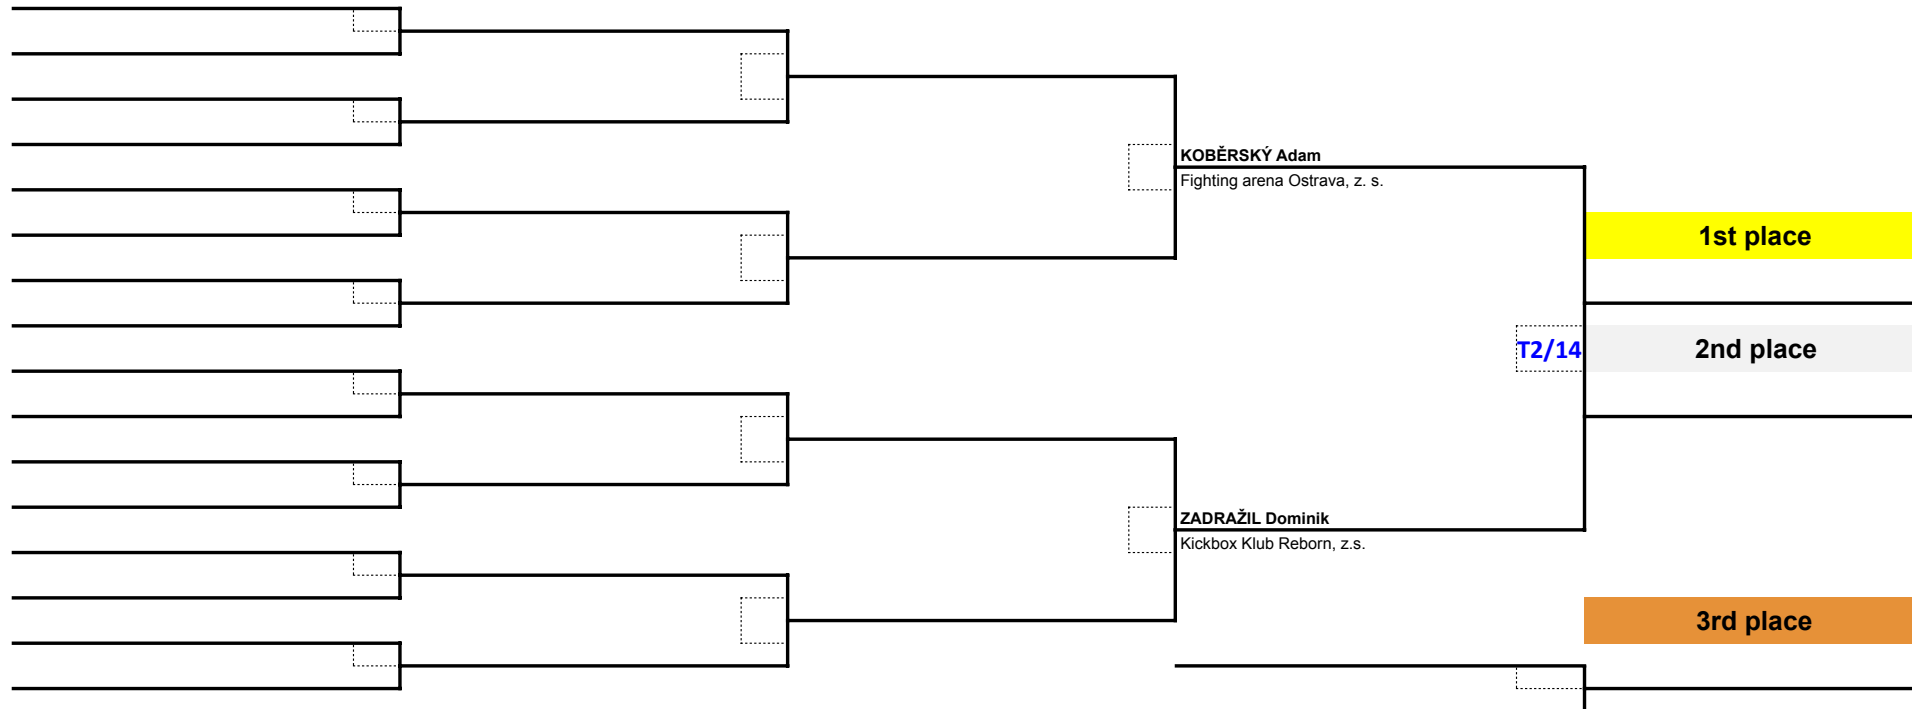 KOBĚRSKÝ Adam
Fighting arena Ostrava, z. s.
1st place
T2/14
2nd place
ZADRAŽIL Dominik
Kickbox Klub Reborn, z.s.
3rd place